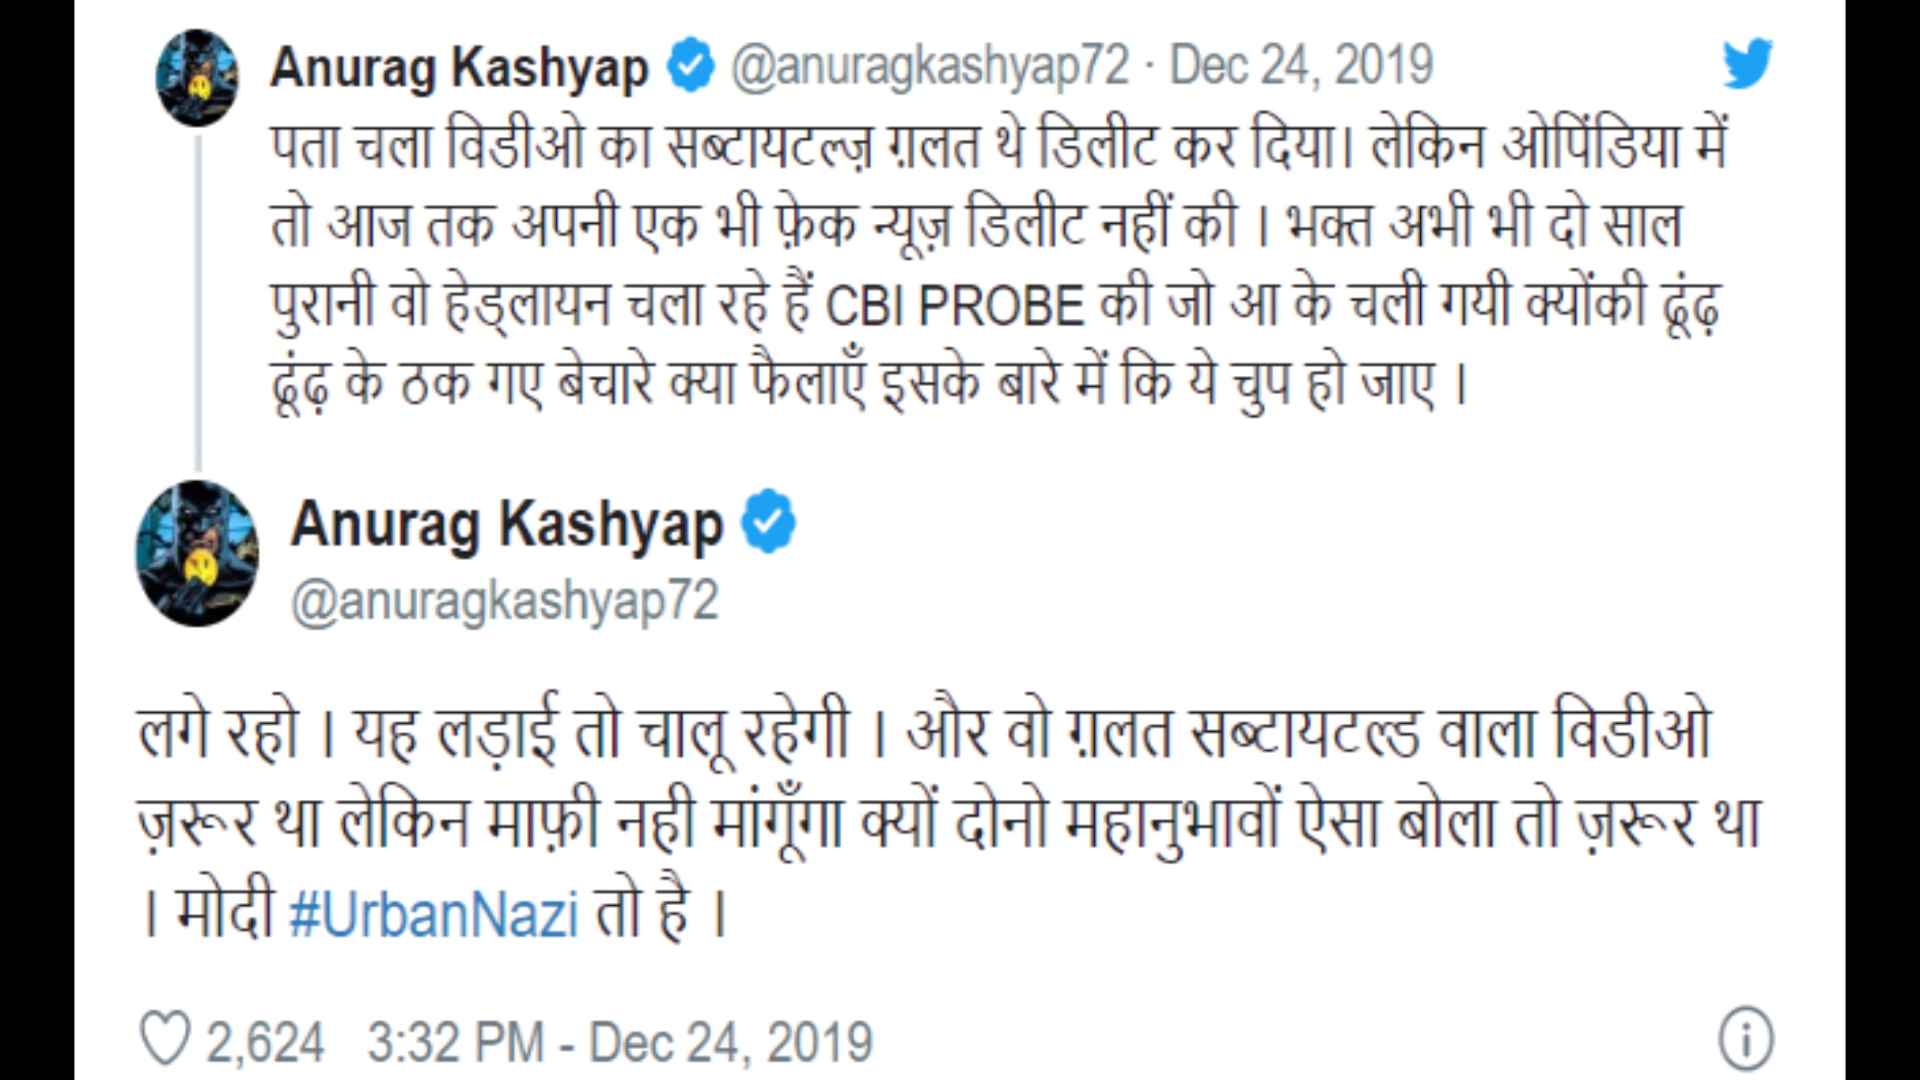 Anurag Kashyap @anuragkashyap72 · Dec 24, 2019
पता चला विडीओ का सब्टायटल्ज़ ग़लत थे डिलीट कर दिया। लेकिन ओपिंडिया में
तो आज तक अपनी एक भी फ़ेक न्यूज़ डिलीट नहीं की । भक्त अभी भी दो साल
पुरानी वो हेड्लायन चला रहे हैं CBI PROBE की जो आ के चली गयी क्योंकी ढूंढ़
ढूंढ़ के ठक गए बेचारे क्या फैलाएँ इसके बारे में कि ये चुप हो जाए ।
Anurag Kashyap
@anuragkashyap72
लगे रहो । यह लड़ाई तो चालू रहेगी । और वो ग़लत सब्टायटल्ड वाला विडीओ
ज़रूर था लेकिन माफ़ी नही मांगूँगा क्यों दोनो महानुभावों ऐसा बोला तो ज़रूर था
। मोदी #UrbanNazi तो है ।
2,624 3:32 PM - Dec 24, 2019